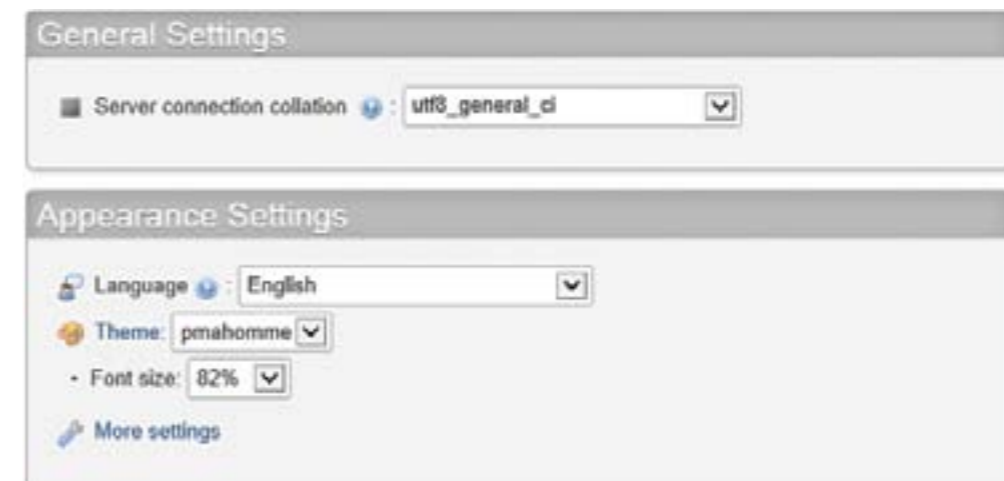 General Settings
Server connection collation : utf8_general_ci
Appearance Settings
Language : English
Theme: pmahomme
• Font size: 82%
More settings